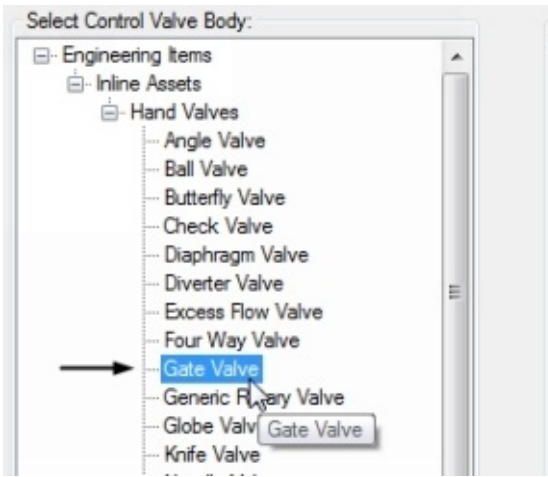 Select Control Valve Body:
Engineering Items
Inline Assets
Hand Valves
Angle Valve
Ball Valve
Butterfly Valve
Check Valve
Diaphragm Valve
Diverter Valve
Excess Flow Valve
Four Way Valve
Gate Valve
Generic Valve
Globe
Gate Valve
Knife Valve